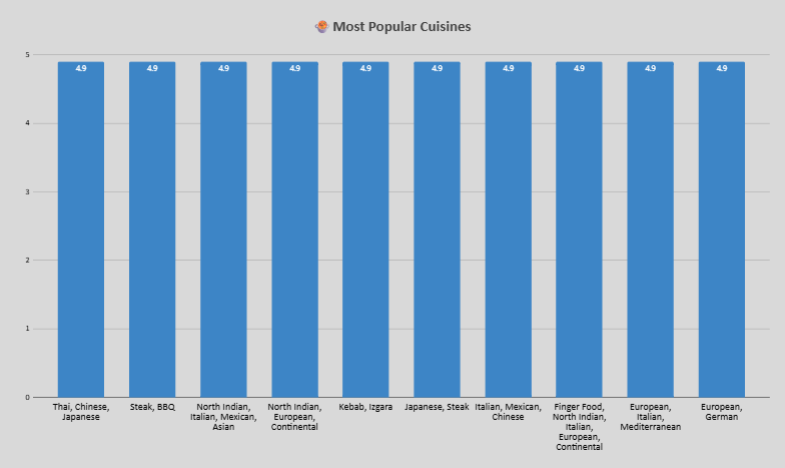 Most Popular Cuisines
5
4
3
2
1
0
4.9
4.9
4.9
4.9
4.9
4.9
4.9
4.9
4.9
4.9
Thai, Chinese,
Japanese
Steak, BBQ
North Indian,
Italian, Mexican,
Asian
North Indian,
European,
Continental
Kebab, Izgara
Japanese, Steak
Italian, Mexican,
Chinese
Finger Food,
North Indian,
Italian,
European,
Continental
European,
Italian,
Mediterranean
European,
German